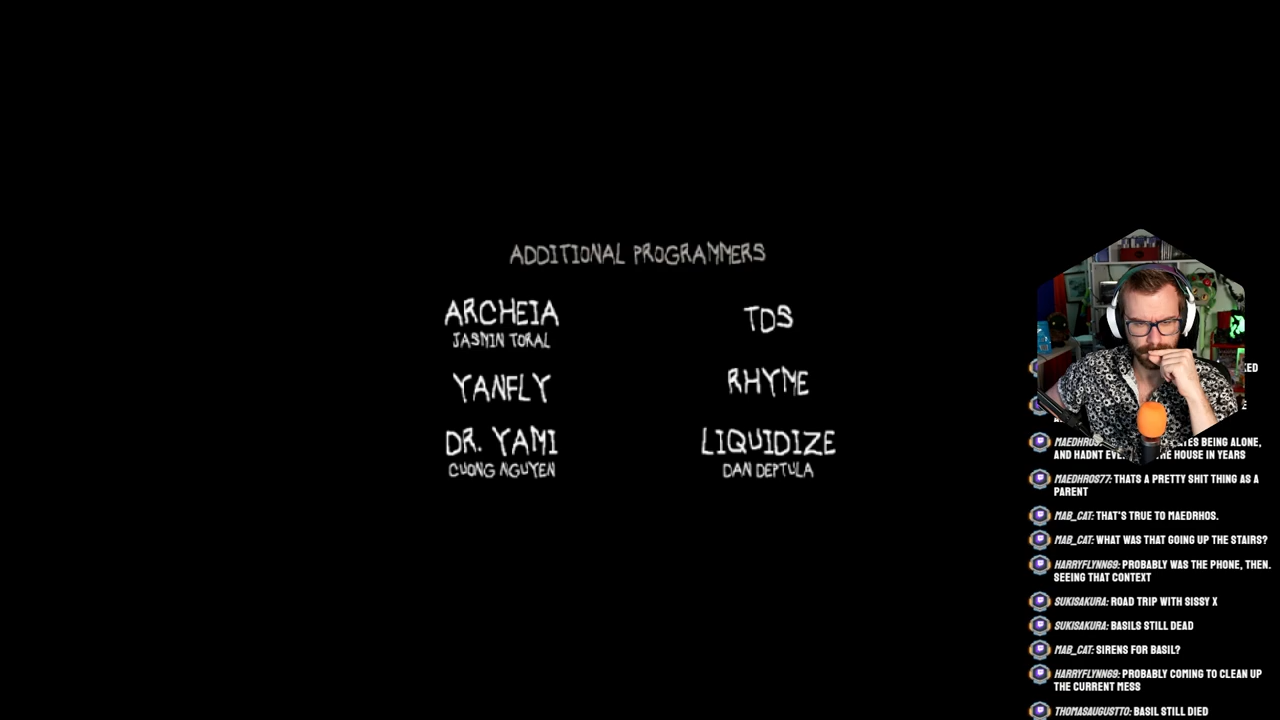 ADDITIONAL PROGRAMMERS
ARCHEIA
JASMIN TORAL
TDS
YANFLY
RHYME
DR. YAMI
CUONG NGUYEN
LIQUIDIZE
DAN DEPTULA
BEING ALONE,
AND HADNT HOUSE IN YEARS
MAEDHROS77: THATS A PRETTY SHIT THING AS A
PARENT
MAB_CAT: THAT'S TRUE TO MAEDRHOS.
MAB_CAT: WHAT WAS THAT GOING UP THE STAIRS?
HARRYFLYNN69: PROBABLY WAS THE PHONE, THEN.
SEEING THAT CONTEXT
SUKISAKURA: ROAD TRIP WITH SISSY X
SUKISAKURA: BASILS STILL DEAD
MAB_CAT: SIRENS FOR BASIL?
HARRYFLYNN69: PROBABLY COMING TO CLEAN UP
THE CURRENT MESS
THOMASAUGUSTTO: BASIL STILL DIED